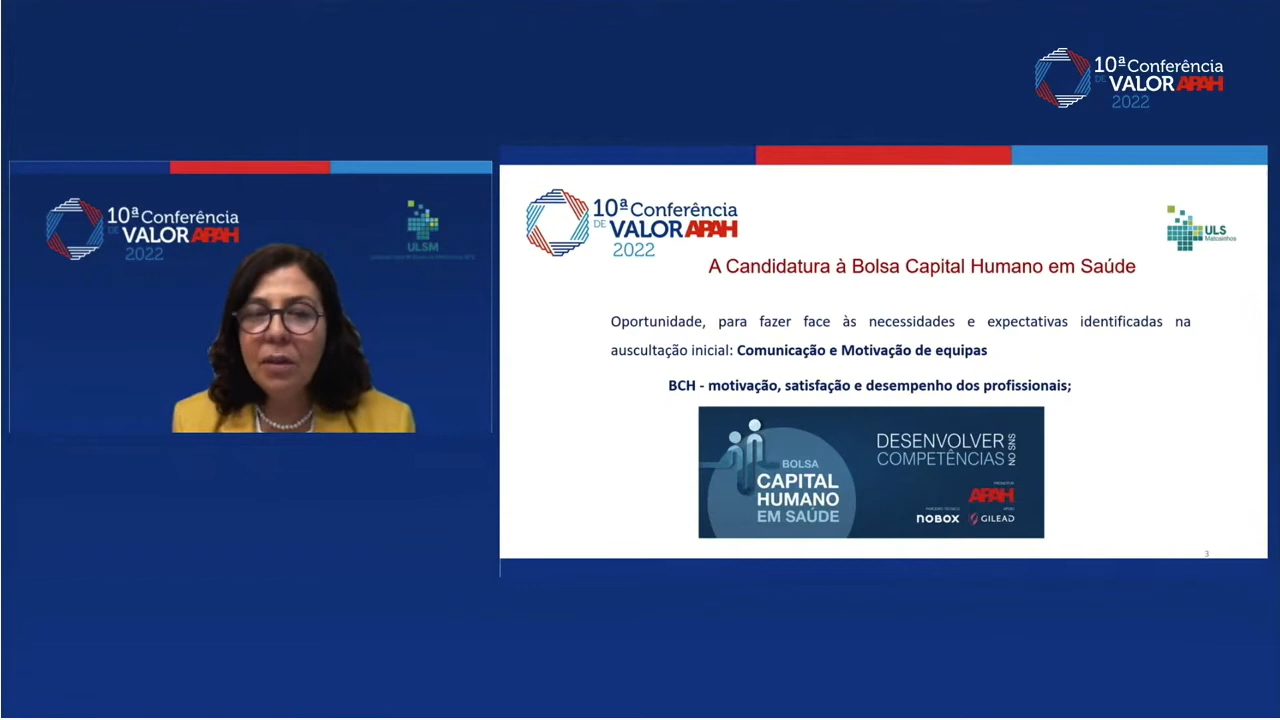 10ª Conferência
DE VALOR APAH
2022
10ª Conferência
DE VALOR APAH
2022
ULSM
10ª Conferência
DE VALOR APAH
2022
ULS
Matosinhos
A Candidatura à Bolsa Capital Humano em Saúde
Oportunidade, para fazer face às necessidades e expectativas identificadas na
auscultação inicial: Comunicação e Motivação de equipas
BCH - motivação, satisfação e desempenho dos profissionais;
BOLSA
CAPITAL
HUMANO
EM SAÚDE
DESENVOLVER
COMPETÊNCIAS
NO SNS
APAH
NOBOX
GILEAD
3